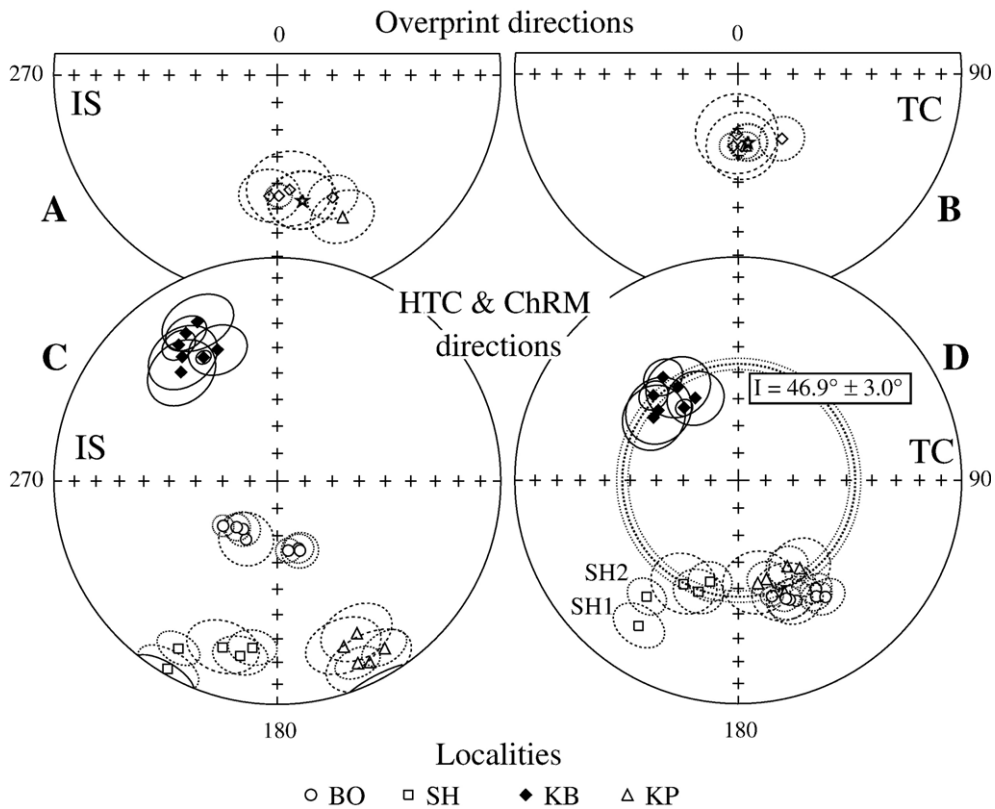 Overprint directions
0 0
270 90
IS TC
A B
HTC & ChRM
directions
C D
I = 46.9° ± 3.0°
IS TC
270 90
SH2
SH1
180 180
Localities
BO SH KB KP